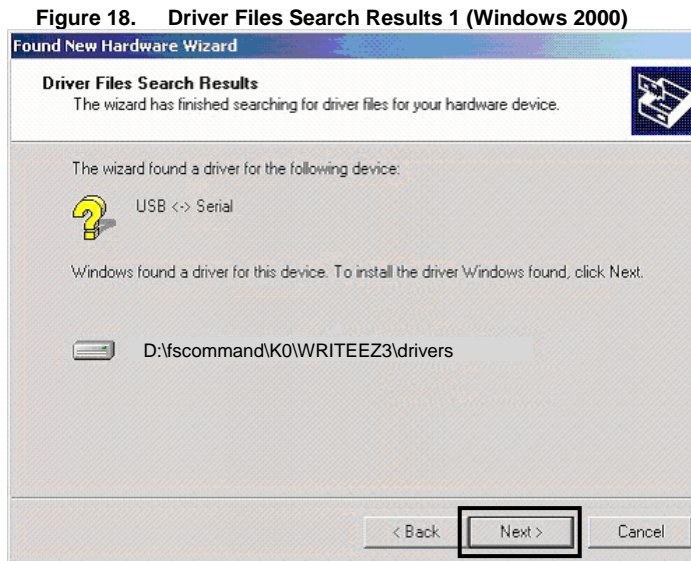 Figure 18. Driver Files Search Results 1 (Windows 2000)
Found New Hardware Wizard
Driver Files Search Results
The wizard has finished searching for driver files for your hardware device.
The wizard found a driver for the following device:
USB <-> Serial
Windows found a driver for this device. To install the driver Windows found, click Next.
D:\fscommand\K0\WRITEEZ3\drivers
< Back Next > Cancel